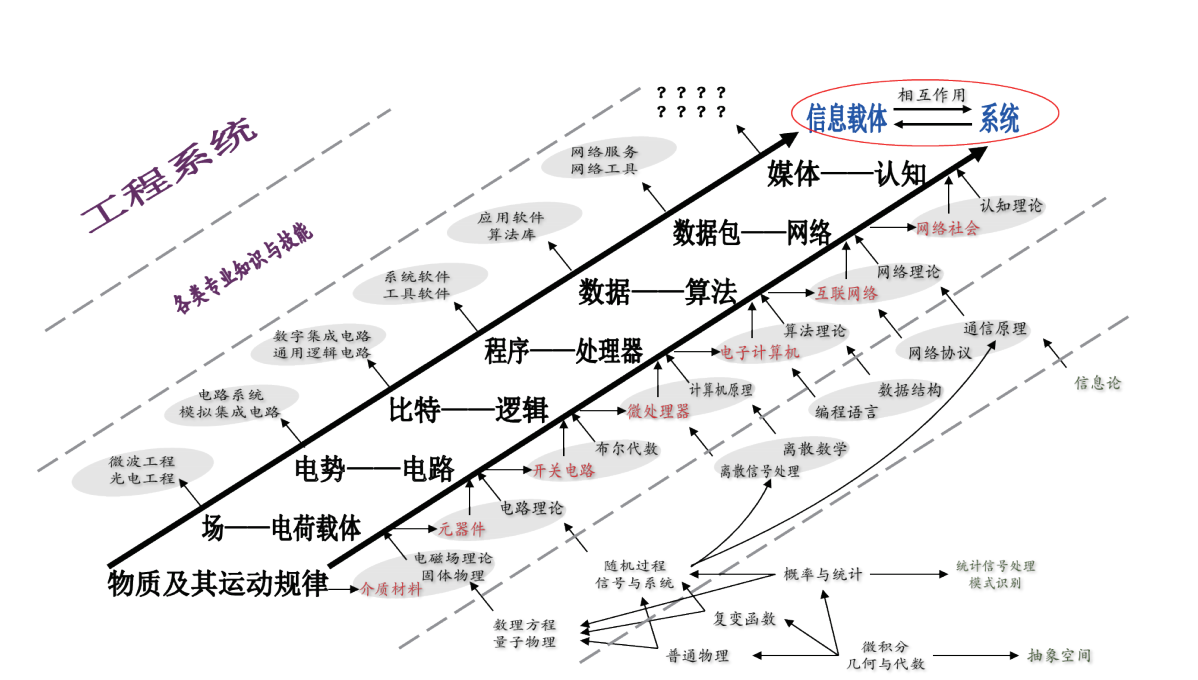 ????
????
相互作用
信息载体
系统
工程系统
各类专业知识与技能
网络服务
网络工具
媒体——认知
认知理论
网络社会
应用软件
算法库
数据包——网络
网络理论
互联网络
系统软件
工具软件
数据——算法
算法理论
通信原理
网络协议
电子计算机
数字集成电路
通用逻辑电路
程序——处理器
计算机原理
数据结构
编程语言
信息论
微处理器
电路系统
模拟集成电路
比特——逻辑
布尔代数
离散数学
离散信号处理
开关电路
微波工程
光电工程
电势——电路
电路理论
元器件
场——电荷载体
电磁场理论
固体物理
介质材料
物质及其运动规律
随机过程
信号与系统
概率与统计
统计信号处理
模式识别
数理方程
量子物理
复变函数
普通物理
微积分
几何与代数
抽象空间